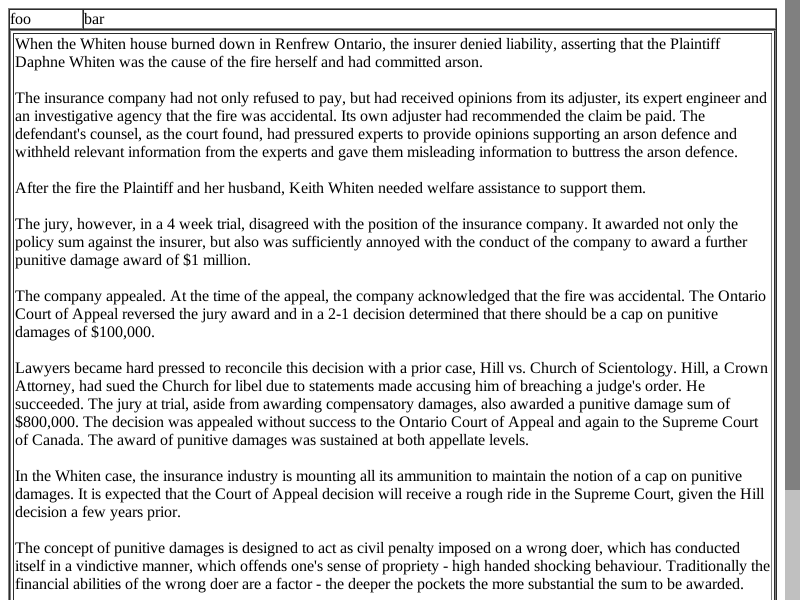 foo bar
When the Whiten house burned down in Renfrew Ontario, the insurer denied liability, asserting that the Plaintiff
Daphne Whiten was the cause of the fire herself and had committed arson.
The insurance company had not only refused to pay, but had received opinions from its adjuster, its expert engineer and
an investigative agency that the fire was accidental. Its own adjuster had recommended the claim be paid. The
defendant's counsel, as the court found, had pressured experts to provide opinions supporting an arson defence and
withheld relevant information from the experts and gave them misleading information to buttress the arson defence.
After the fire the Plaintiff and her husband, Keith Whiten needed welfare assistance to support them.
The jury, however, in a 4 week trial, disagreed with the position of the insurance company. It awarded not only the
policy sum against the insurer, but also was sufficiently annoyed with the conduct of the company to award a further
punitive damage award of $1 million.
The company appealed. At the time of the appeal, the company acknowledged that the fire was accidental. The Ontario
Court of Appeal reversed the jury award and in a 2-1 decision determined that there should be a cap on punitive
damages of $100,000.
Lawyers became hard pressed to reconcile this decision with a prior case, Hill vs. Church of Scientology. Hill, a Crown
Attorney, had sued the Church for libel due to statements made accusing him of breaching a judge's order. He
succeeded. The jury at trial, aside from awarding compensatory damages, also awarded a punitive damage sum of
$800,000. The decision was appealed without success to the Ontario Court of Appeal and again to the Supreme Court
of Canada. The award of punitive damages was sustained at both appellate levels.
In the Whiten case, the insurance industry is mounting all its ammunition to maintain the notion of a cap on punitive
damages. It is expected that the Court of Appeal decision will receive a rough ride in the Supreme Court, given the Hill
decision a few years prior.
The concept of punitive damages is designed to act as civil penalty imposed on a wrong doer, which has conducted
itself in a vindictive manner, which offends one's sense of propriety - high handed shocking behaviour. Traditionally the
financial abilities of the wrong doer are a factor - the deeper the pockets the more substantial the sum to be awarded.